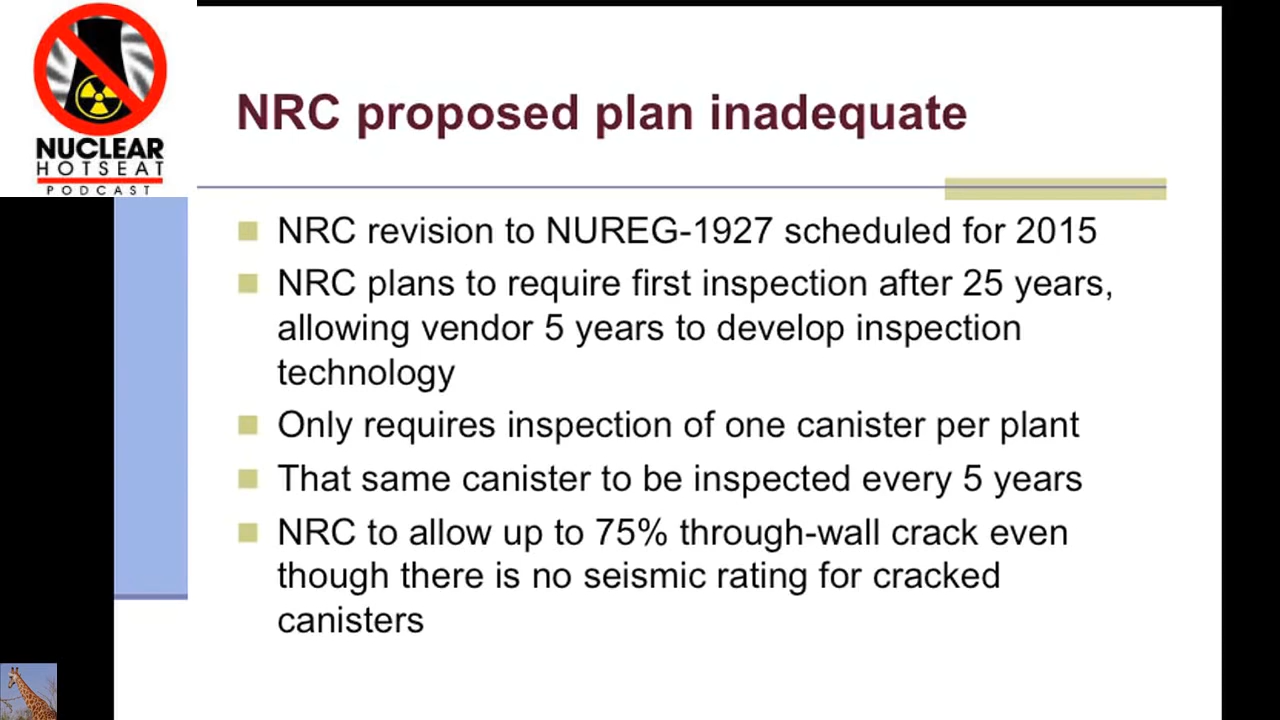 NUCLEAR
HOTSEAT
PODCAST
NRC proposed plan inadequate
NRC revision to NUREG-1927 scheduled for 2015
NRC plans to require first inspection after 25 years,
allowing vendor 5 years to develop inspection
technology
Only requires inspection of one canister per plant
That same canister to be inspected every 5 years
NRC to allow up to 75% through-wall crack even
though there is no seismic rating for cracked
canisters